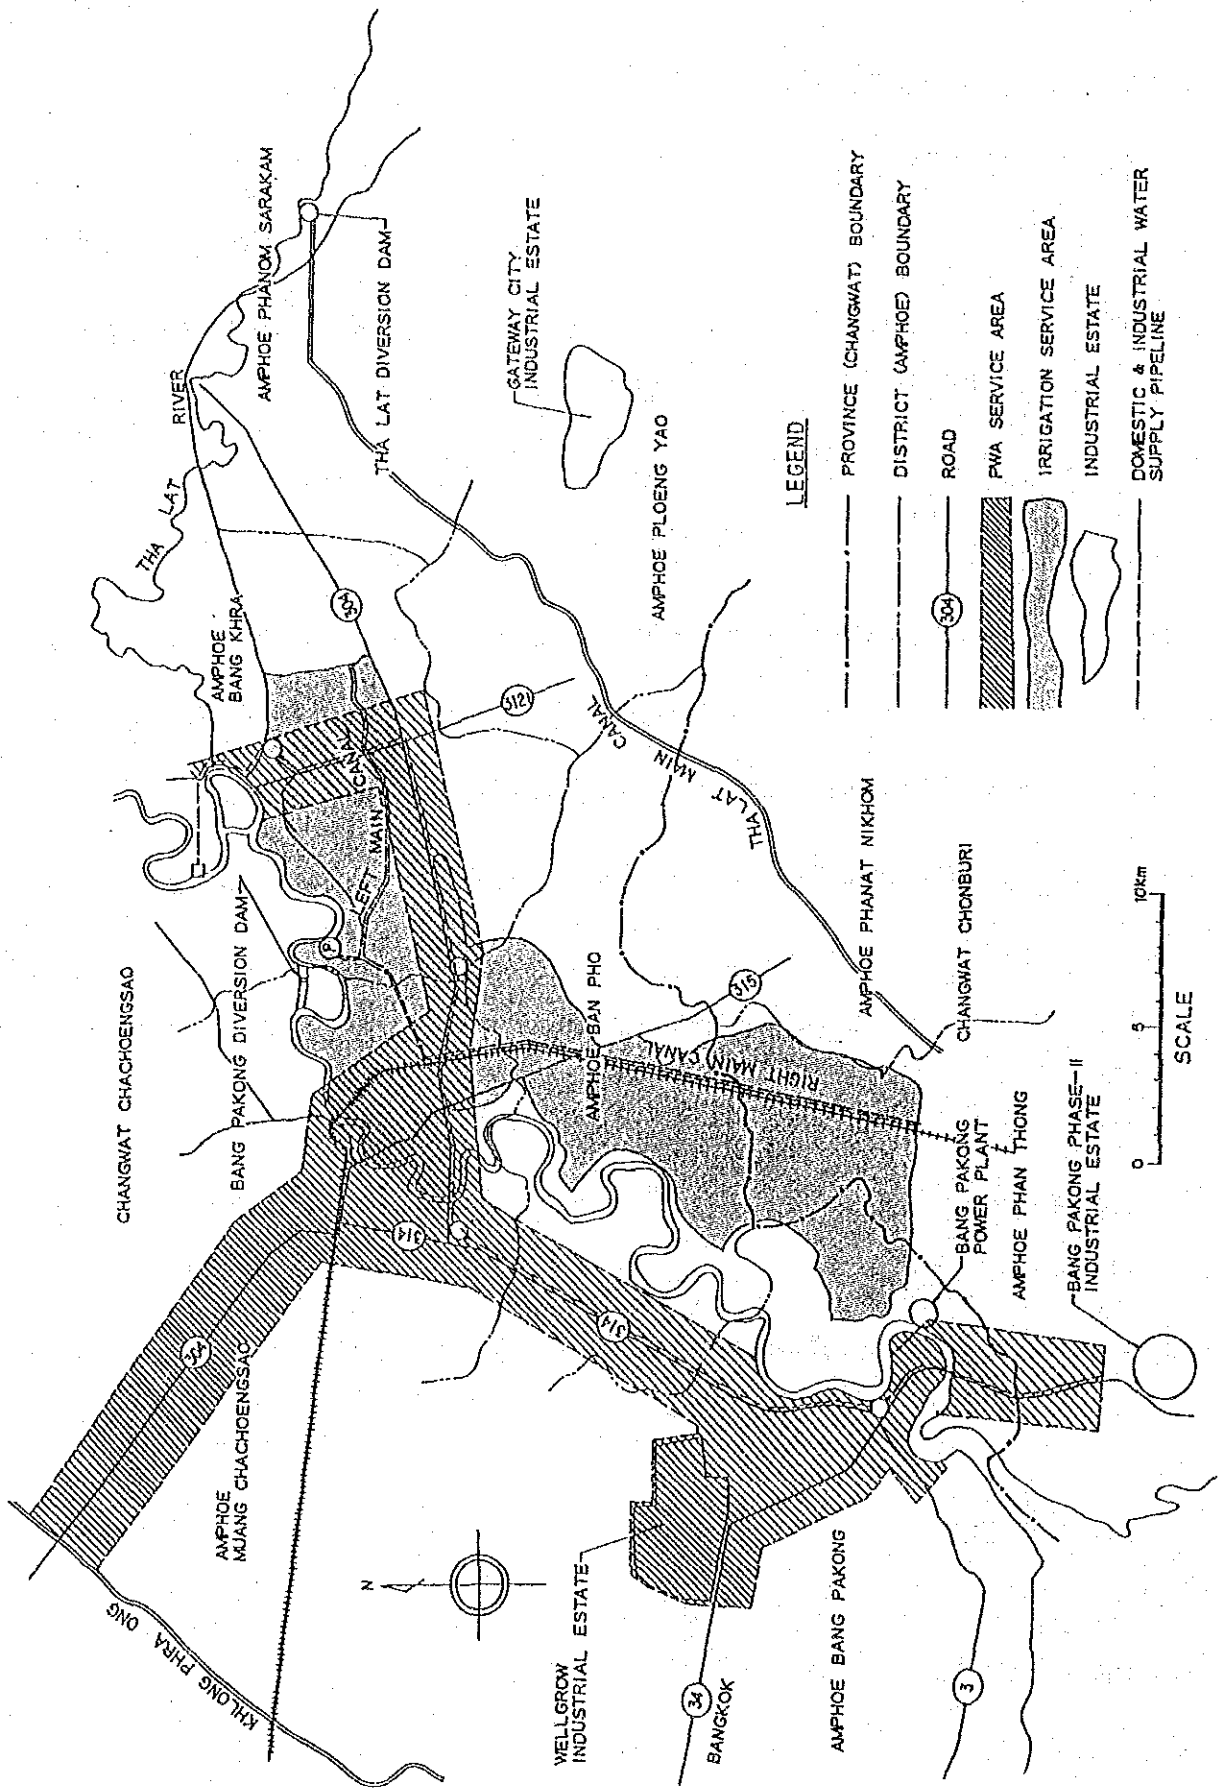 CHANGWAT CHACHOENGSAO
KHLONG PHRA ONG
304
AMPHOE
MUANG CHACHOENGSAO
314
BANG PAKONG DIVERSION DAM
P
LEFT MAIN CANAL
AMPHOE
BANG KHRA
THA LAT
RIVER
AMPHOE PHANOM SARAKAM
304
THA LAT DIVERSION DAM
3121
N
WELLGROW
INDUSTRIAL ESTATE
314
AMPHOE BAN PHO
RIGHT MAIN CANAL
315
THA LAT MAIN CANAL
GATEWAY CITY
INDUSTRIAL ESTATE
AMPHOE PLOENG YAO
34
BANGKOK
AMPHOE BANG PAKONG
3
AMPHOE PHANAT NIKHOM
CHANGWAT CHONBURI
BANG PAKONG
POWER PLANT
AMPHOE PHAN THONG
BANG PAKONG PHASE-II
INDUSTRIAL ESTATE
LEGEND
PROVINCE (CHANGWAT) BOUNDARY
DISTRICT (AMPHOE) BOUNDARY
304
ROAD
PWA SERVICE AREA
IRRIGATION SERVICE AREA
INDUSTRIAL ESTATE
DOMESTIC & INDUSTRIAL WATER
SUPPLY PIPELINE
0 5 10km
SCALE